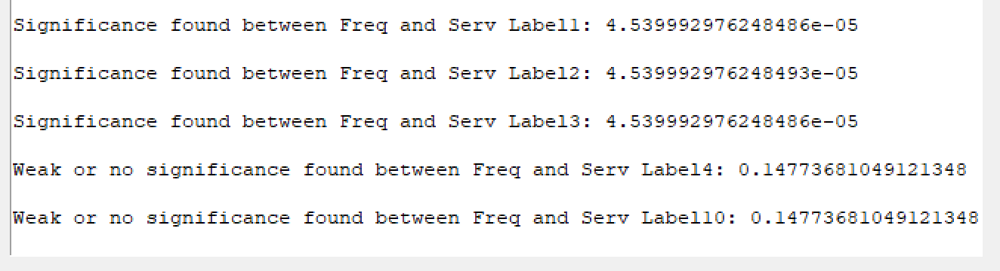 Significance found between Freq and Serv Label1: 4.539992976248486e-05
Significance found between Freq and Serv Label2: 4.539992976248493e-05
Significance found between Freq and Serv Label3: 4.539992976248486e-05
Weak or no significance found between Freq and Serv Label4: 0.14773681049121348
Weak or no significance found between Freq and Serv Label10: 0.14773681049121348